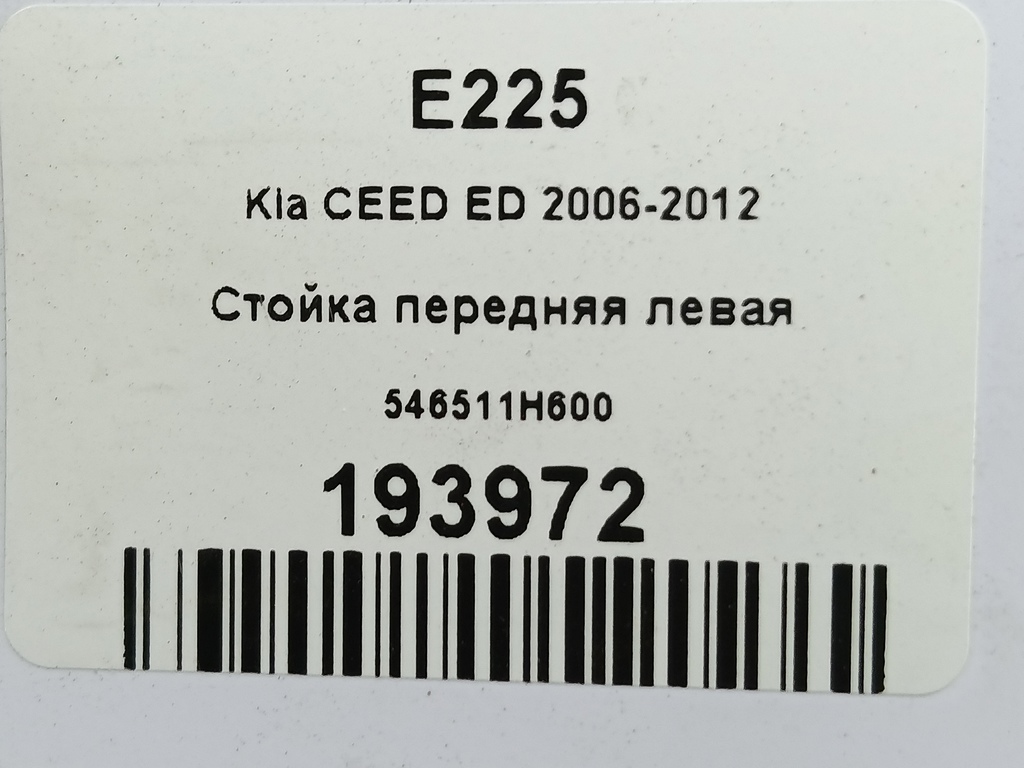 E225
Kia CEED ED 2006-2012
Стойка передняя левая
546511H600
193972